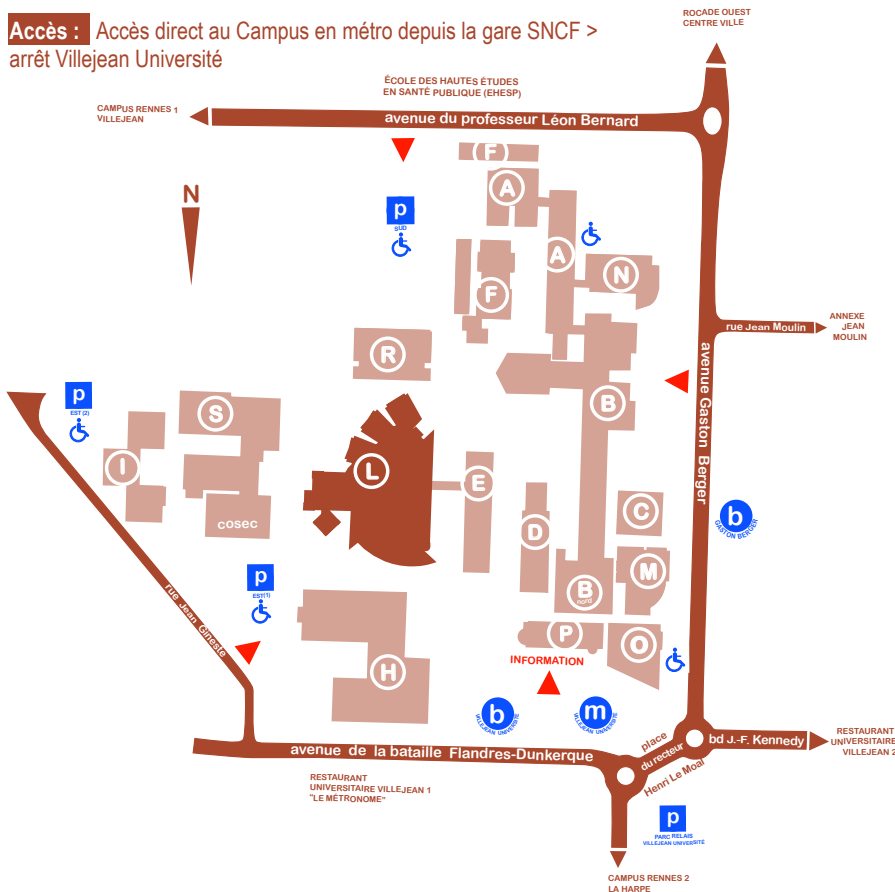 Accès : Accès direct au Campus en métro depuis la gare SNCF >
arrêt Villejean Université
ROCADE OUEST
CENTRE VILLE
ÉCOLE DES HAUTES ÉTUDES
EN SANTÉ PUBLIQUE (EHESP)
CAMPUS RENNES 1
VILLEJEAN
avenue du professeur Léon Bernard
F
A
N
p
SUD
A
N
F
ANNEXE
JEAN
MOULIN
rue Jean Moulin
R
avenue Gaston Berger
p
EST (2)
S
B
I
L
E
C
b
GASTON BERGER
cosec
D
M
p
EST(1)
B
nord
rue Jean Gineste
P
O
INFORMATION
H
b
VILLEJEAN UNIVERSITÉ
m
VILLEJEAN UNIVERSITÉ
avenue de la bataille Flandres-Dunkerque
place
du recteur
Henri Le Moal
bd J.-F. Kennedy
RESTAURANT
UNIVERSITAIRE
VILLEJEAN 2
RESTAURANT
UNIVERSITAIRE VILLEJEAN 1
"LE MÉTRONOME"
p
PARC RELAIS
VILLEJEAN UNIVERSITÉ
CAMPUS RENNES 2
LA HARPE